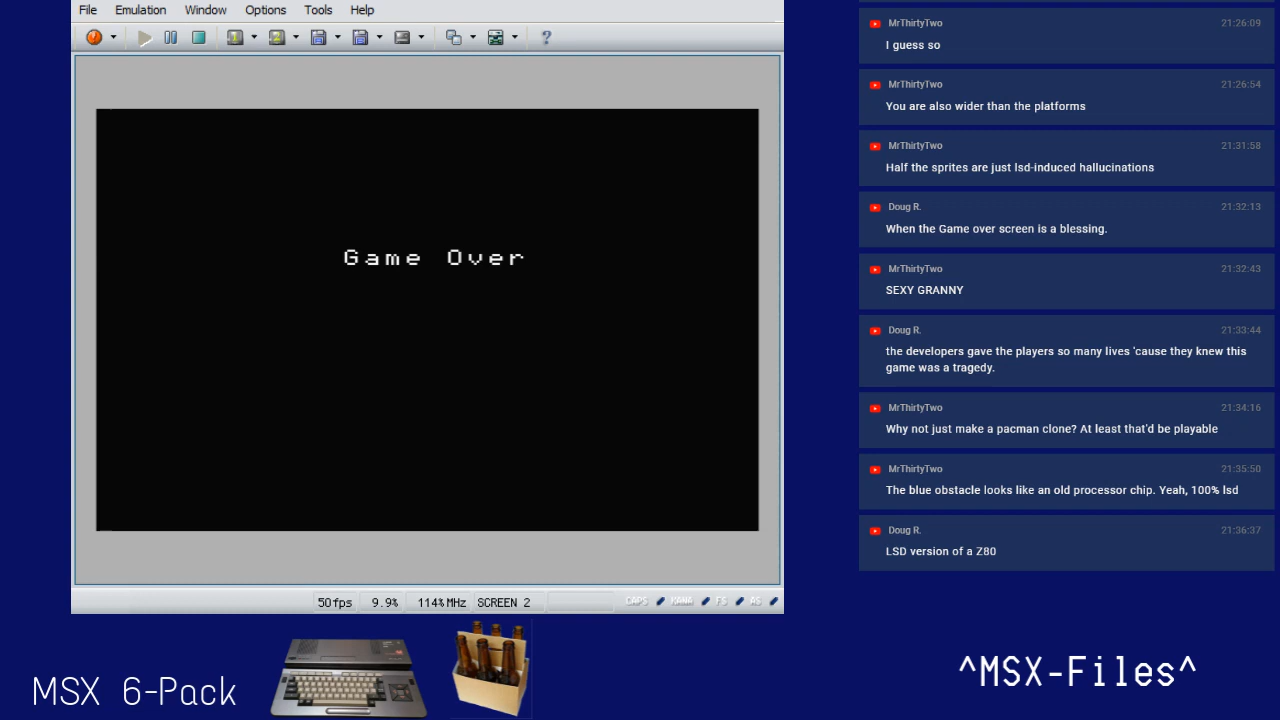 File Emulation Window Options Tools Help
Game Over
50fps 9.9% 114%MHz SCREEN 2 CAPS KANA FS AS
MSX 6-Pack
MrThirtyTwo 21:26:09
I guess so
MrThirtyTwo 21:26:54
You are also wider than the platforms
MrThirtyTwo 21:31:58
Half the sprites are just lsd-induced hallucinations
Doug R. 21:32:13
When the Game over screen is a blessing.
MrThirtyTwo 21:32:43
SEXY GRANNY
Doug R. 21:33:44
the developers gave the players so many lives 'cause they knew this
game was a tragedy.
MrThirtyTwo 21:34:16
Why not just make a pacman clone? At least that'd be playable
MrThirtyTwo 21:35:50
The blue obstacle looks like an old processor chip. Yeah, 100% lsd
Doug R. 21:36:37
LSD version of a Z80
^MSX-Files^